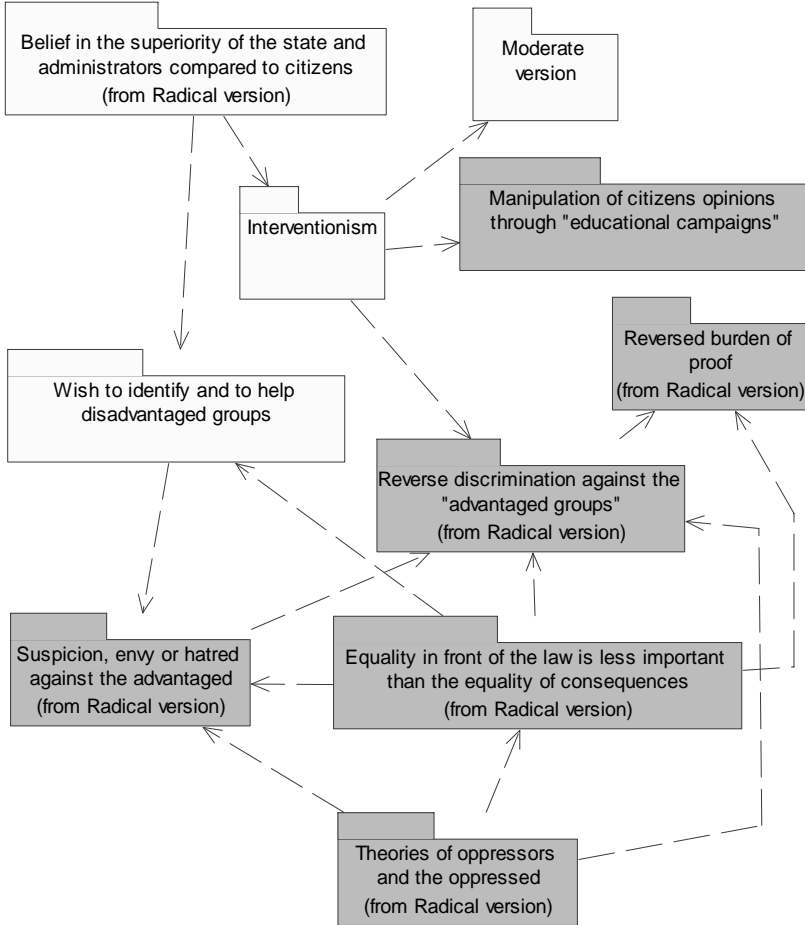 Belief in the superiority of the state and
administrators compared to citizens
(from Radical version)
Moderate
version
Manipulation of citizens opinions
through "educational campaigns"
Interventionism
Reversed burden of
proof
(from Radical version)
Wish to identify and to help
disadvantaged groups
Reverse discrimination against the
"advantaged groups"
(from Radical version)
Suspicion, envy or hatred
against the advantaged
(from Radical version)
Equality in front of the law is less important
than the equality of consequences
(from Radical version)
Theories of oppressors
and the oppressed
(from Radical version)